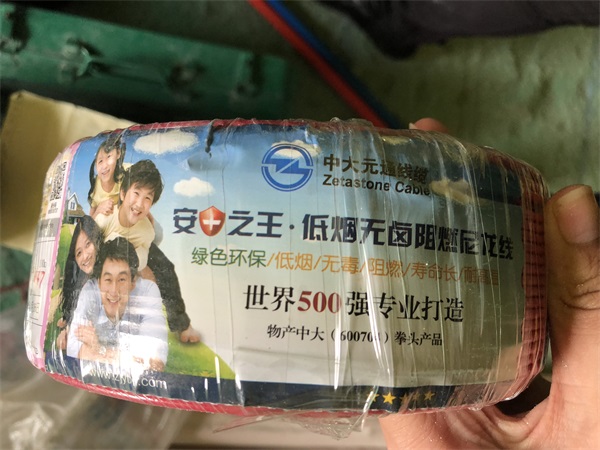 中大元通线缆
Zetastone Cable
安 之王·低烟无卤阻燃尼龙线
绿色环保/低烟/无毒/阻燃/寿命长/
世界500强专业打造
物产中大（600704）拳头产品